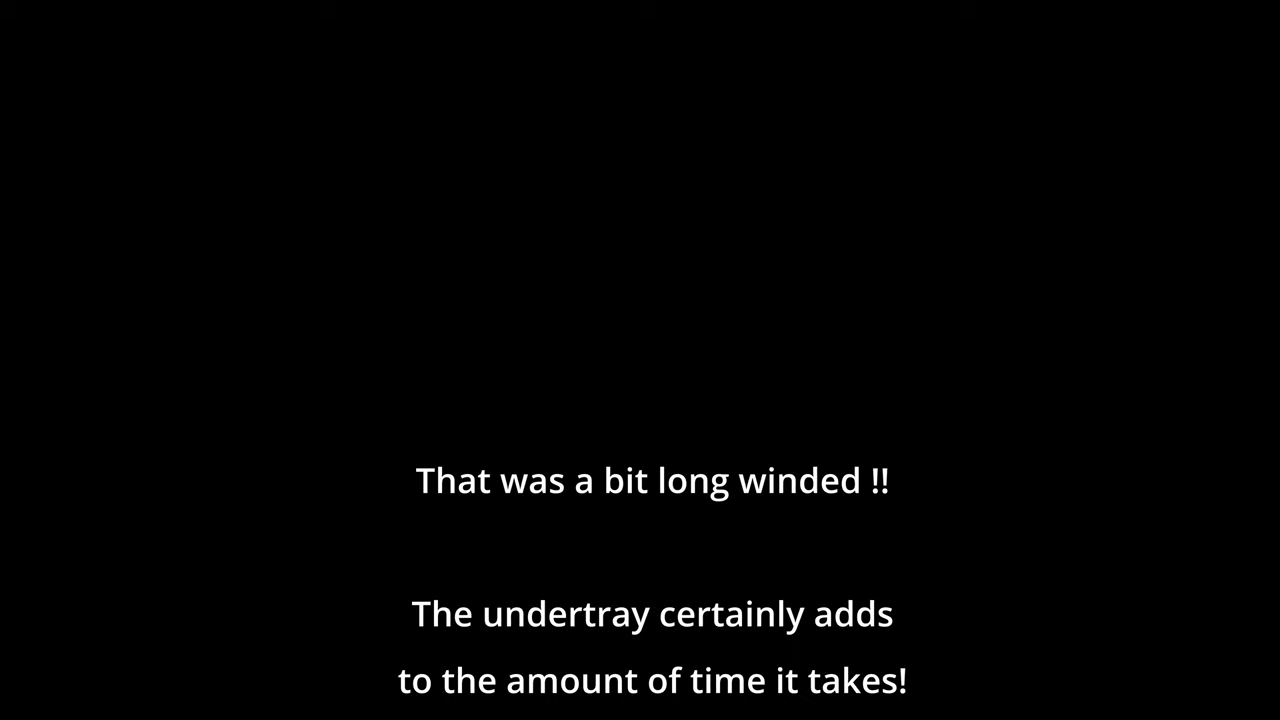 That was a bit long winded !!
The undertray certainly adds
to the amount of time it takes!